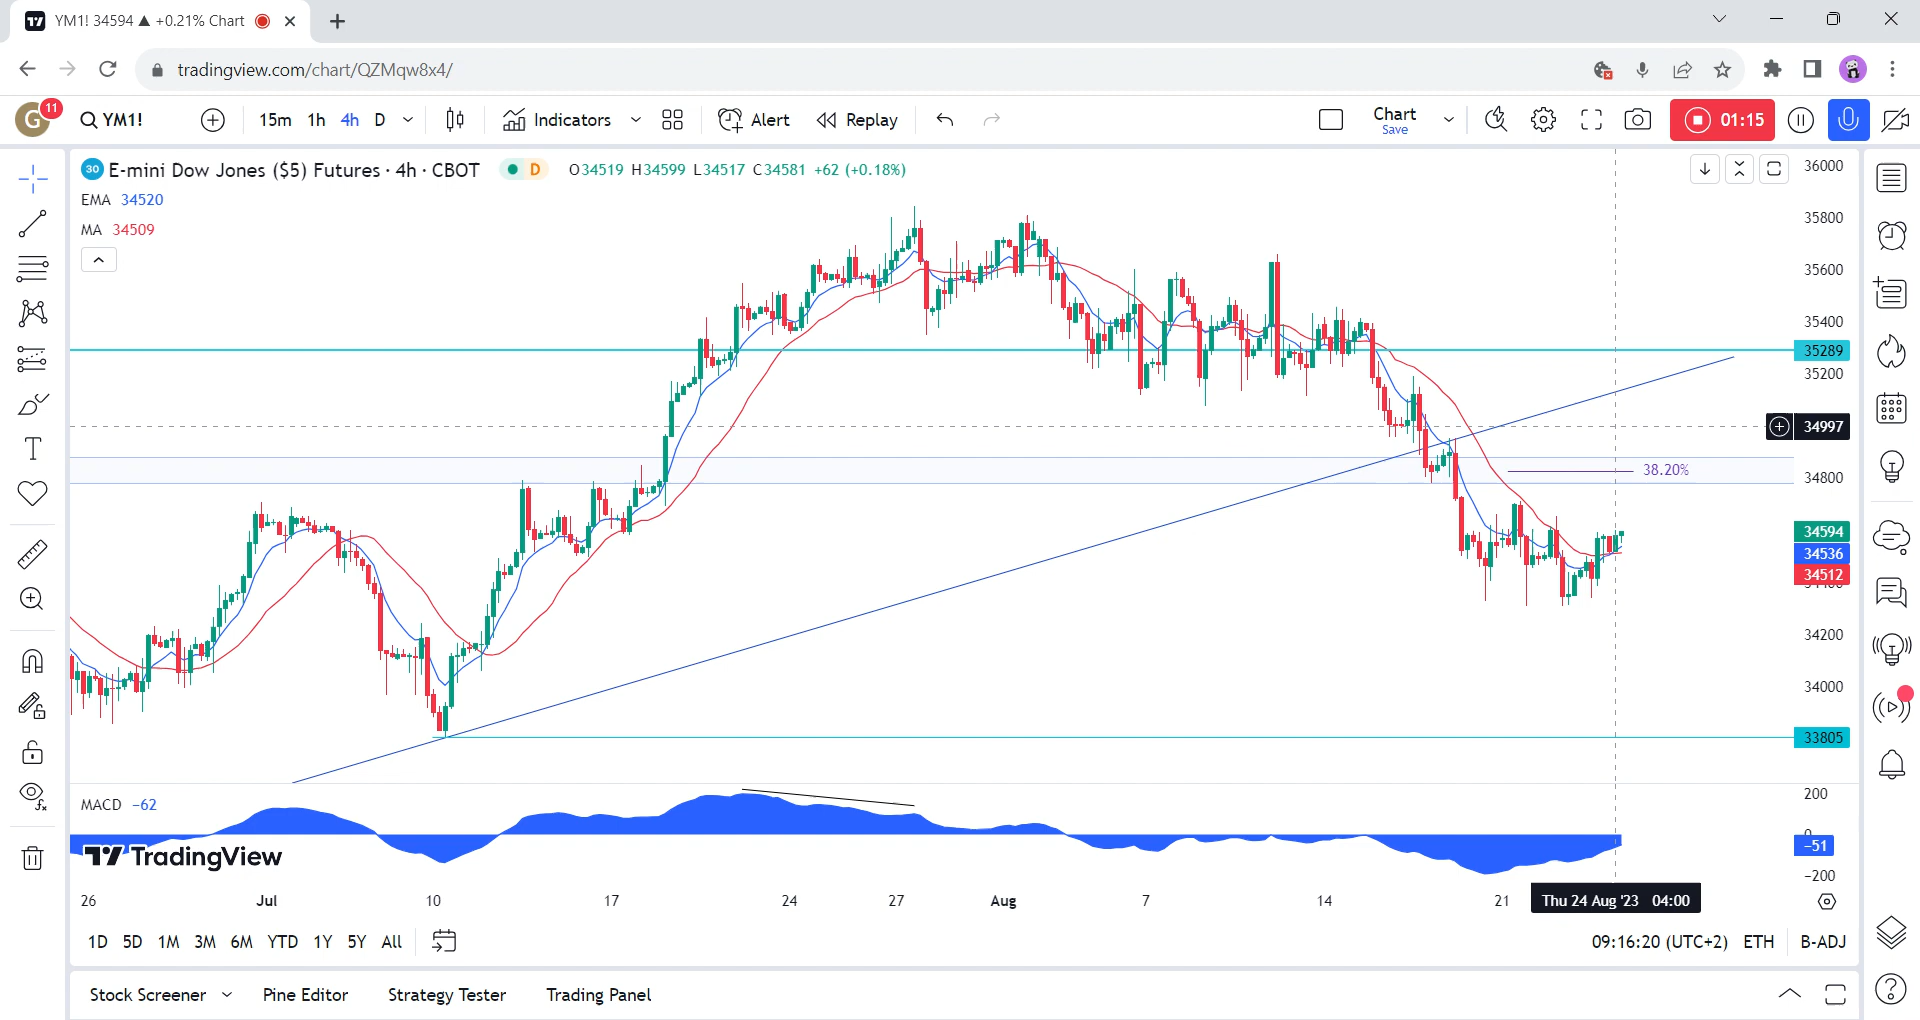 YM1! 34594 ▲ +0.21% Chart
tradingview.com/chart/QZMqw8x4/
G 11 YM1! 15m 1h 4h D Indicators Alert Replay Chart 01:15
Save
30 E-mini Dow Jones ($5) Futures · 4h · CBOT D O34519 H34599 L34517 C34581 +62 (+0.18%)
EMA 34520
MA 34509
36000
35800
35600
35400
35289
35200
34997
38.20%
34800
34594
34536
34512
34200
34000
33805
MACD −62
200
0
−51
−200
TradingView
26 Jul 10 17 24 27 Aug 7 14 21 Thu 24 Aug '23 04:00
1D 5D 1M 3M 6M YTD 1Y 5Y All 09:16:20 (UTC+2) ETH B-ADJ
Stock Screener Pine Editor Strategy Tester Trading Panel